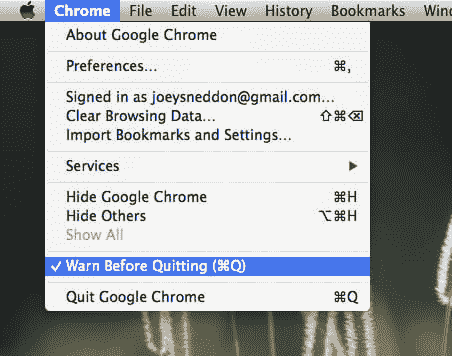 Chrome File Edit View History Bookmarks Win
About Google Chrome
Preferences... ⌘,
Signed in as joeysneddon@gmail.com...
Clear Browsing Data... ⇧⌘⌫
Import Bookmarks and Settings...
Services ▶
Hide Google Chrome ⌘H
Hide Others ⌥⌘H
Show All
✓ Warn Before Quitting (⌘Q)
Quit Google Chrome ⌘Q